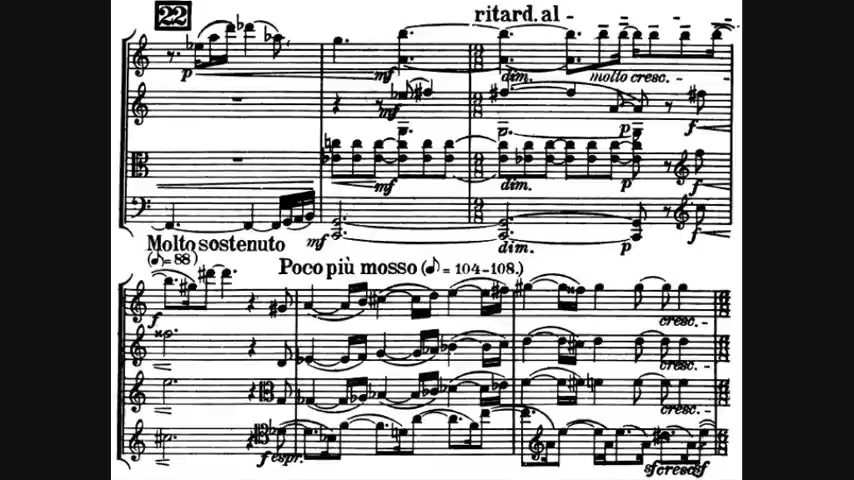 22
ritard. al - - - -
p mf dim. molto cresc. - -
mf p f
mf dim. p f
mf dim. p f
Molto sostenuto
(♪= 88)
Poco più mosso (♪= 104-108.)
f cresc. -
cresc. -
cresc. -
f espr. sf cresc. sf